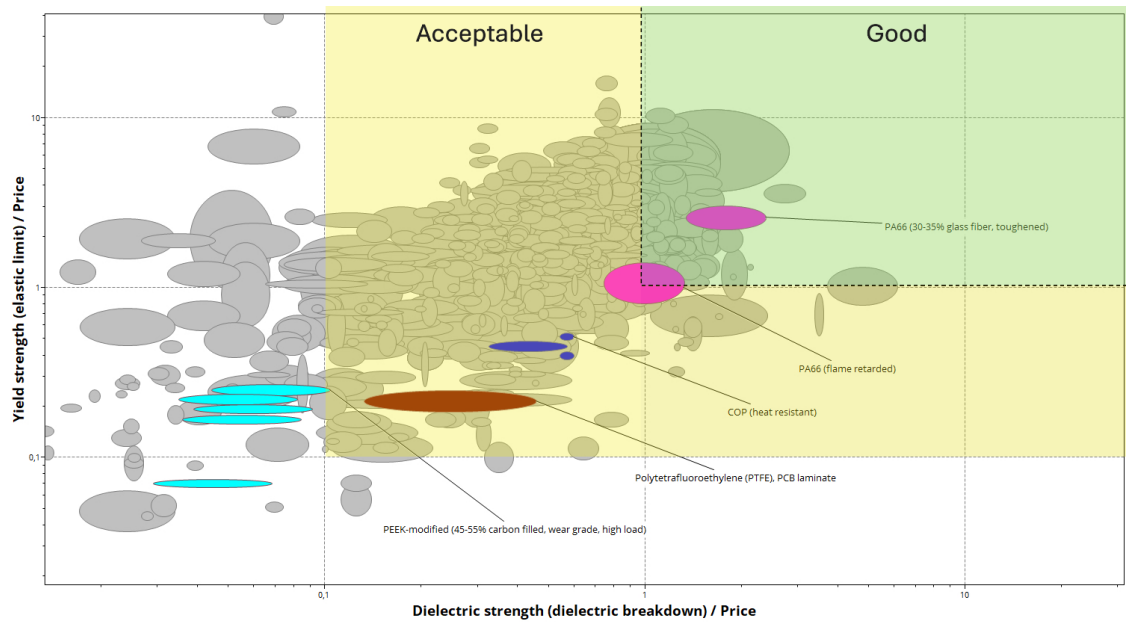 Acceptable
Good
10
1
0,1
Yield strength (elastic limit) / Price
PA66 (30-35% glass fiber, toughened)
PA66 (flame retarded)
COP (heat resistant)
Polytetrafluoroethylene (PTFE), PCB laminate
PEEK-modified (45-55% carbon filled, wear grade, high load)
0,1
1
10
Dielectric strength (dielectric breakdown) / Price